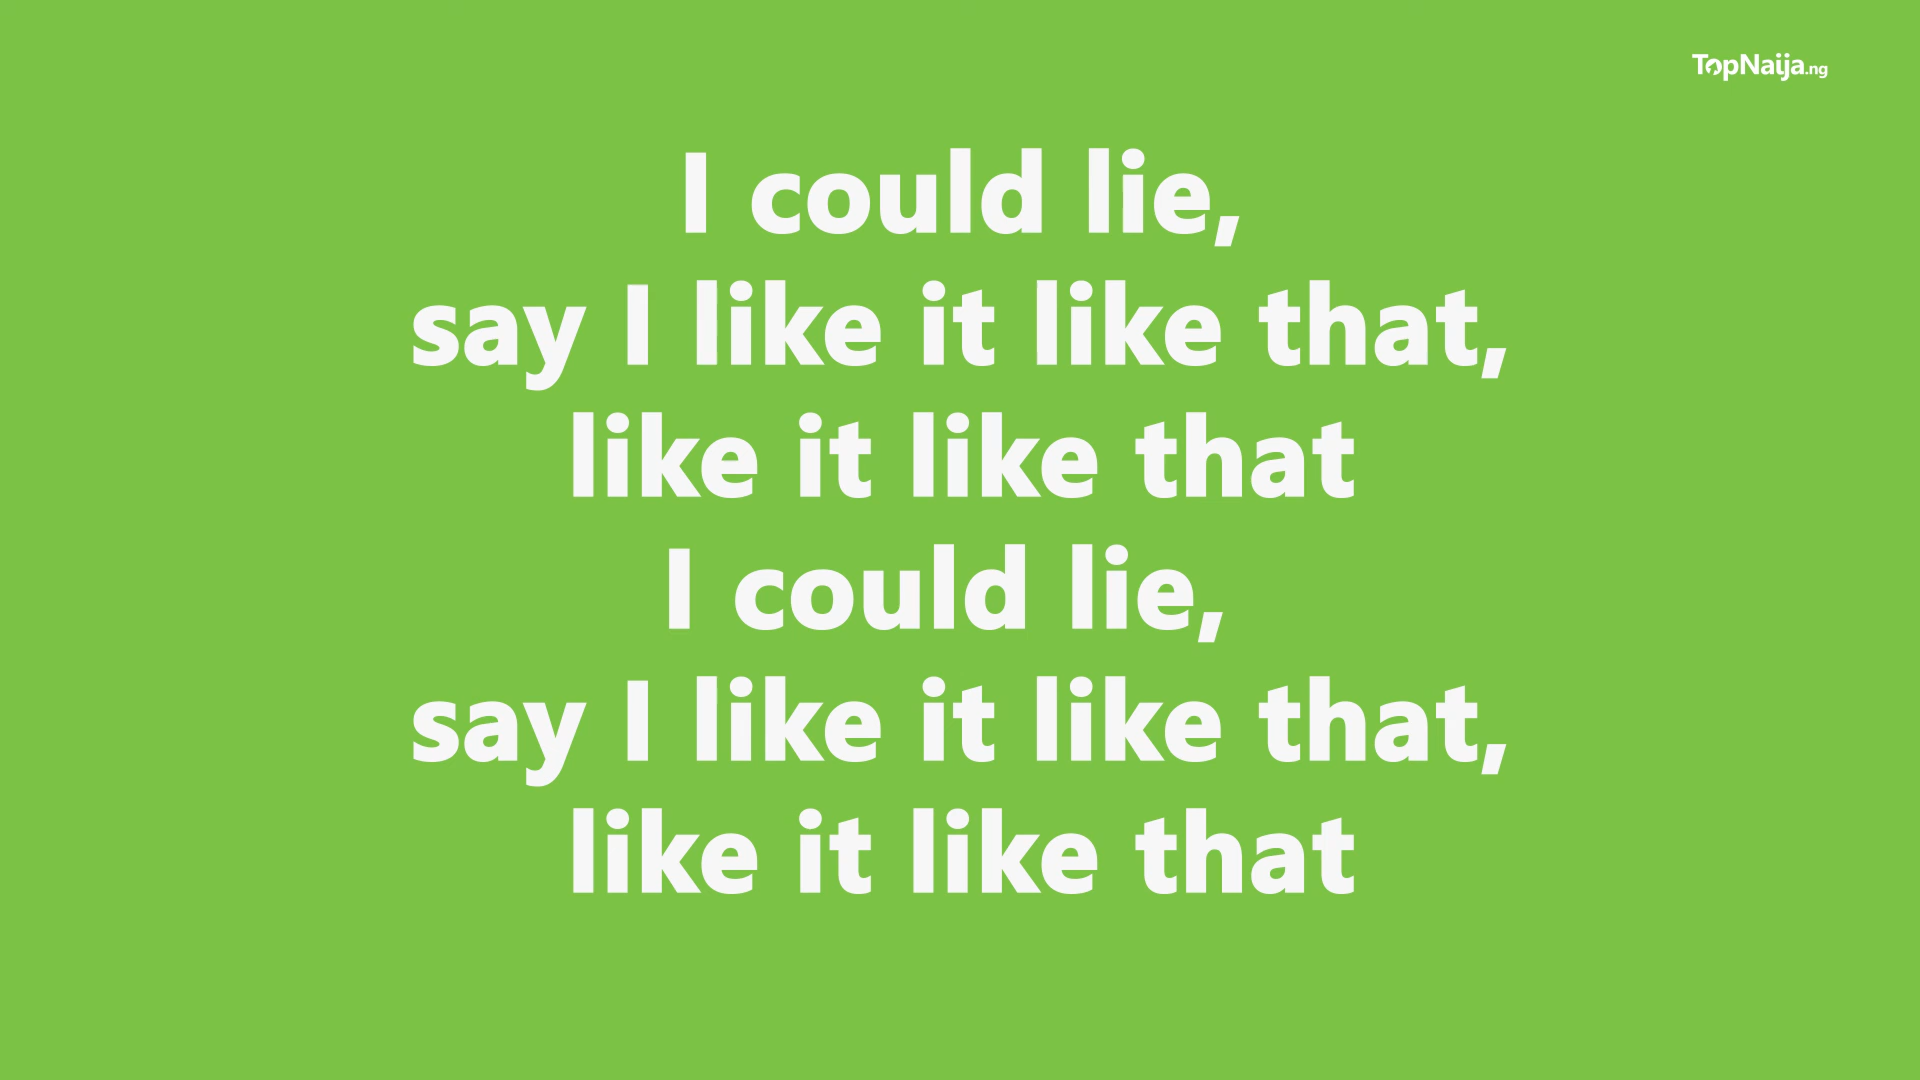 TopNaija.ng
I could lie,
say I like it like that,
like it like that
I could lie,
say I like it like that,
like it like that